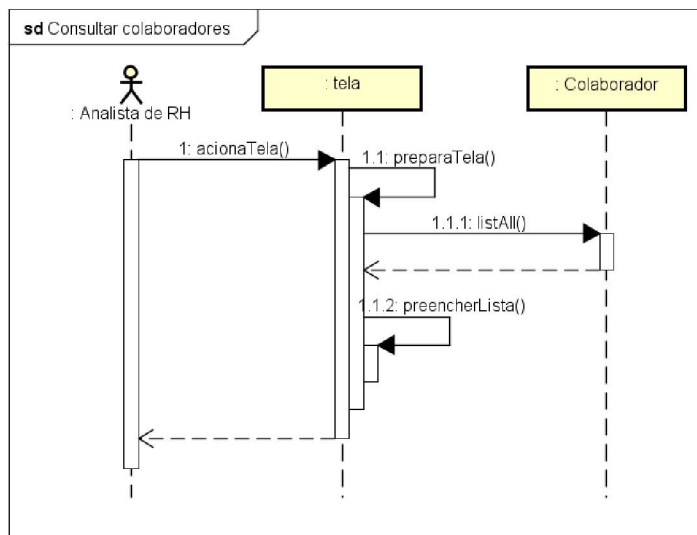 sd Consultar colaboradores
: Analista de RH
: tela
: Colaborador
1: acionaTela()
1.1: preparaTela()
1.1.1: listAll()
1.1.2: preencherLista()